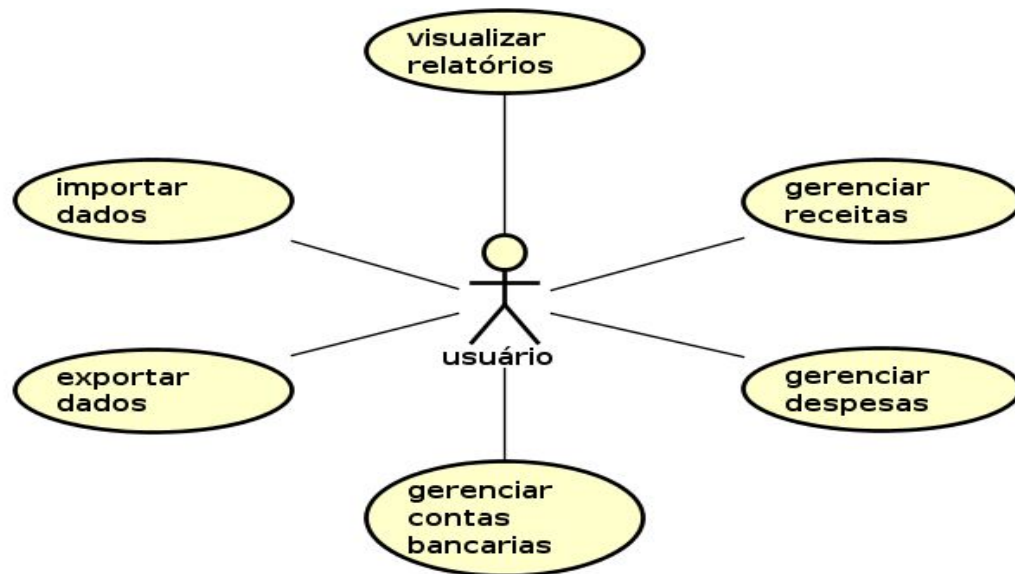 visualizar
relatórios
importar
dados
gerenciar
receitas
usuário
exportar
dados
gerenciar
despesas
gerenciar
contas
bancarias